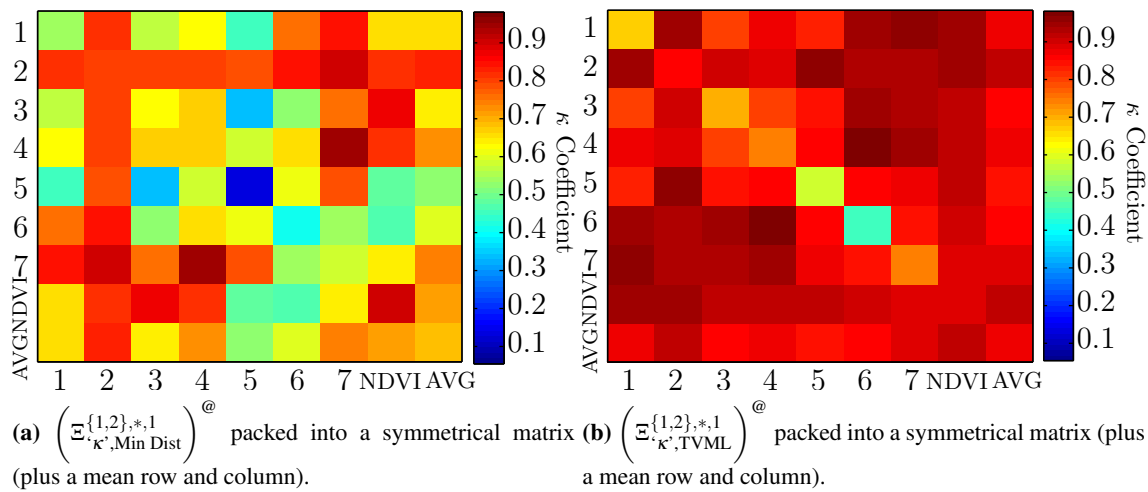 1
2
3
4
5
6
7
NDVI
AVG
1 2 3 4 5 6 7 NDVI AVG
0.9
0.8
0.7
0.6
0.5
0.4
0.3
0.2
0.1
κ Coefficient
1
2
3
4
5
6
7
NDVI
AVG
1 2 3 4 5 6 7 NDVI AVG
0.9
0.8
0.7
0.6
0.5
0.4
0.3
0.2
0.1
κ Coefficient
(a) (Ξ^{{1,2},∗,1}_{‘κ’,Min Dist})^@ packed into a symmetrical matrix
(plus a mean row and column).
(b) (Ξ^{{1,2},∗,1}_{‘κ’,TVML})^@ packed into a symmetrical matrix (plus
a mean row and column).